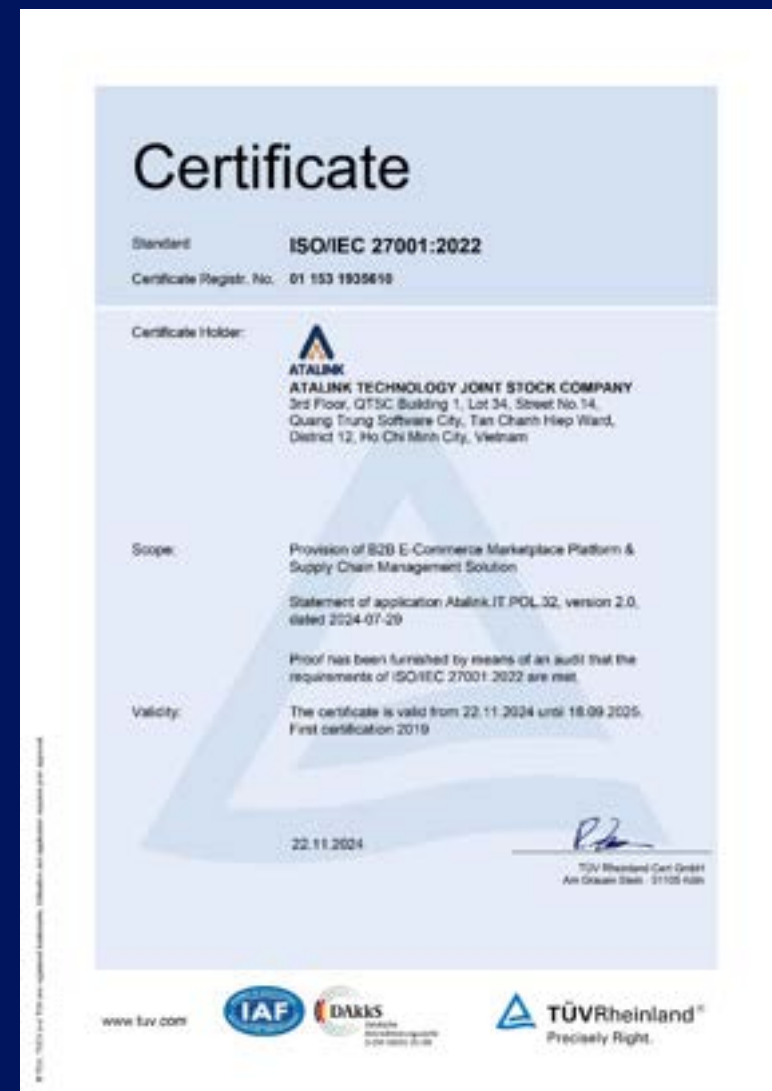 Certificate
Standard ISO/IEC 27001:2022
Certificate Registr. No. 01 153 1935610
Certificate Holder:
ATALINK
ATALINK TECHNOLOGY JOINT STOCK COMPANY
3rd Floor, QTSC Building 1, Lot 34, Street No.14,
Quang Trung Software City, Tan Chanh Hiep Ward,
District 12, Ho Chi Minh City, Vietnam
Scope: Provision of B2B E-Commerce Marketplace Platform &
Supply Chain Management Solution
Statement of application Atalink.IT.POL.32, version 2.0,
dated 2024-07-29
Proof has been furnished by means of an audit that the
requirements of ISO/IEC 27001:2022 are met.
Validity: The certificate is valid from 22.11.2024 until 18.09.2025.
First certification 2019
22.11.2024
TÜV Rheinland Cert GmbH
Am Grauen Stein · 51105 Köln
www.tuv.com
IAF
DAkkS
TÜVRheinland®
Precisely Right.